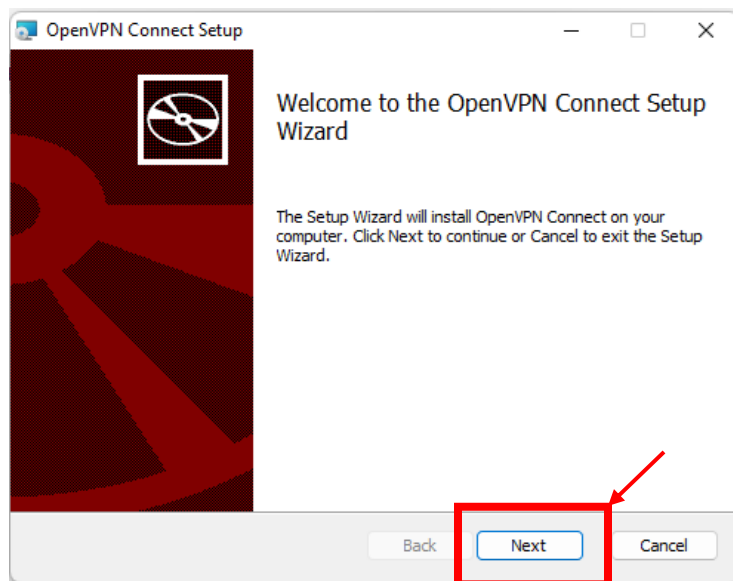 OpenVPN Connect Setup
Welcome to the OpenVPN Connect Setup
Wizard
The Setup Wizard will install OpenVPN Connect on your
computer. Click Next to continue or Cancel to exit the Setup
Wizard.
Back Next Cancel